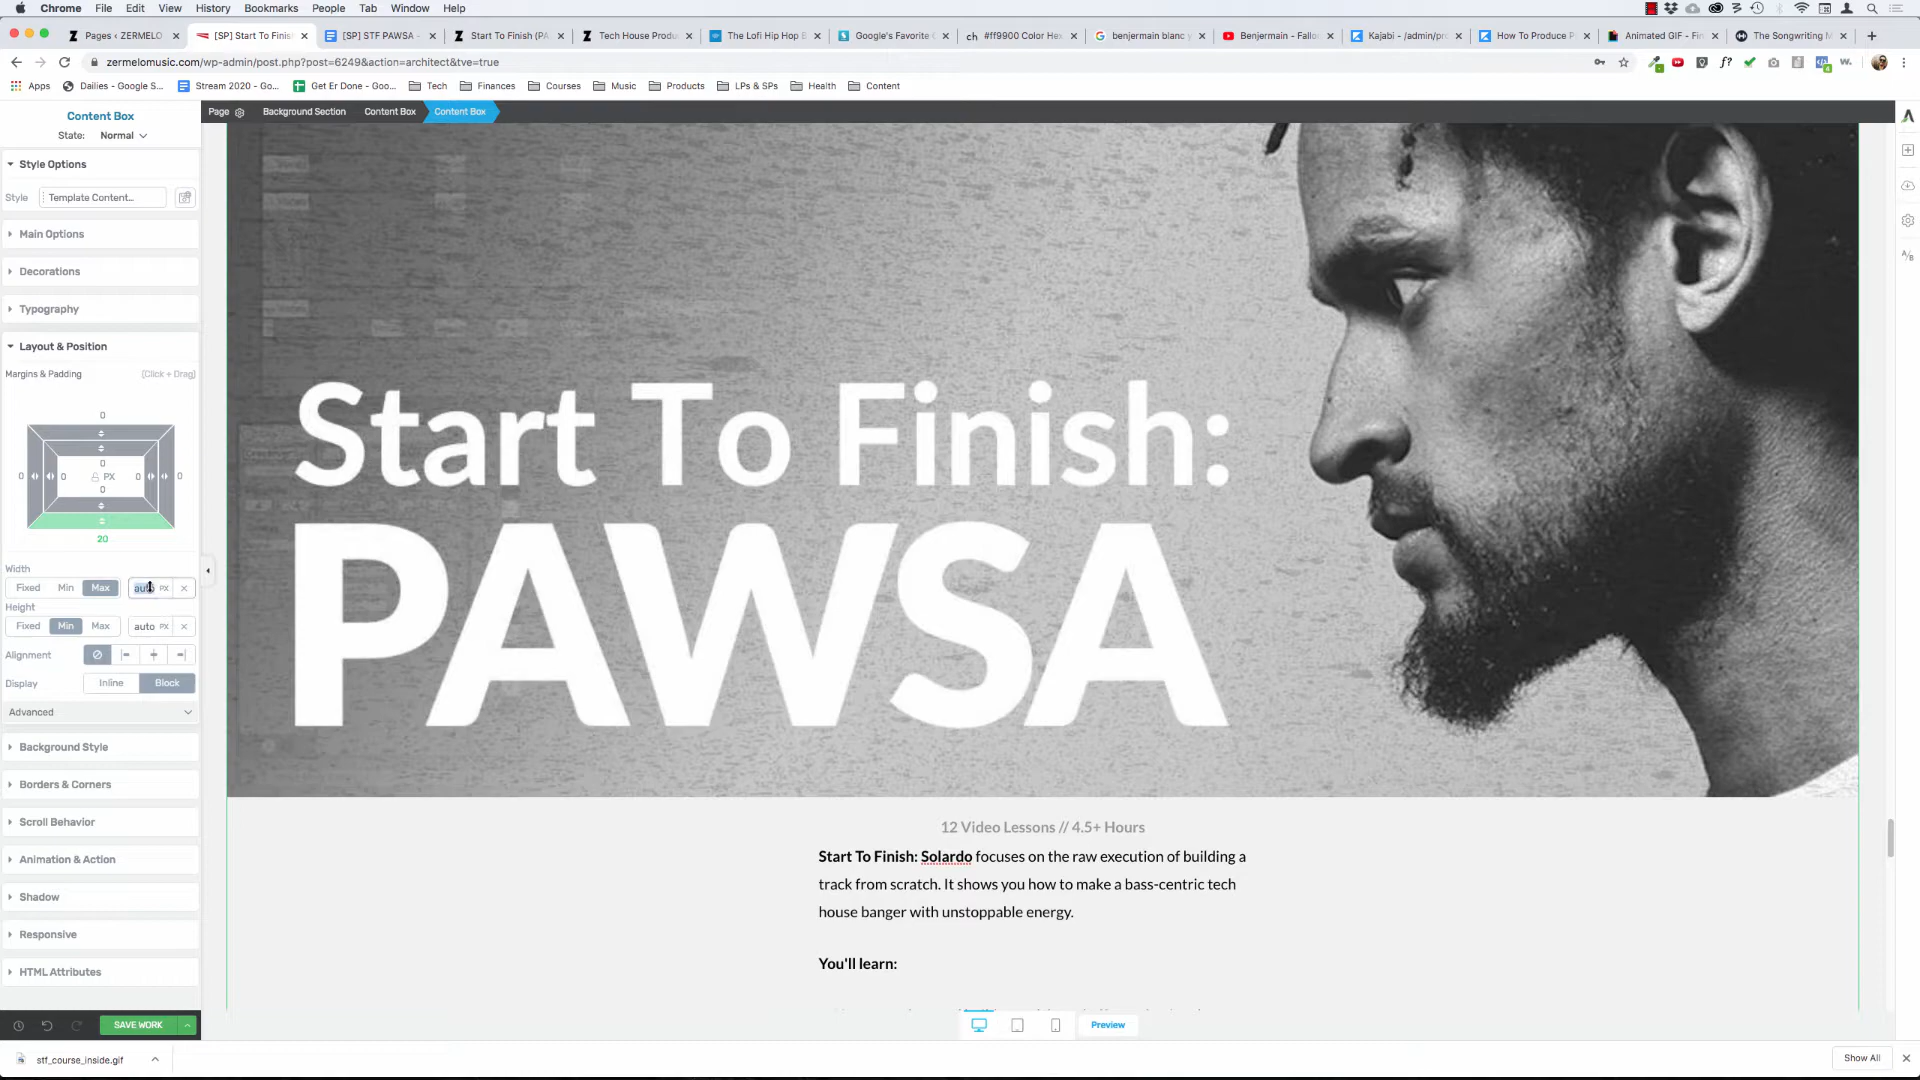 Chrome File Edit View History Bookmarks People Tab Window Help
Pages ‹ ZERMELO
[SP] Start To Finis
[SP] STF PAWSA -
Start To Finish (PA
Tech House Produ
The Lofi Hip Hop B
Google's Favorite
#ff9900 Color Hex
benjermain blanc
Benjermain - Fallo
Kajabi - /admin/pr
How To Produce P
Animated GIF - Fin
The Songwriting M
zermelomusic.com/wp-admin/post.php?post=6249&action=architect&tve=true
Apps Dailies - Google S... Stream 2020 - Go... Get Er Done - Goo... Tech Finances Courses Music Products LPs & SPs Health Content
Content Box
Page Background Section Content Box Content Box
State: Normal
Style Options
Style Template Content...
Main Options
Decorations
Typography
Layout & Position
Margins & Padding (Click + Drag)
0
0
0 0 PX 0 0
0
20
Width
Fixed Min Max auto PX
Height
Fixed Min Max auto PX
Alignment
Display Inline Block
Advanced
Background Style
Borders & Corners
Scroll Behavior
Animation & Action
Shadow
Responsive
HTML Attributes
SAVE WORK
Start To Finish:
PAWSA
12 Video Lessons // 4.5+ Hours
Start To Finish: Solardo focuses on the raw execution of building a
track from scratch. It shows you how to make a bass-centric tech
house banger with unstoppable energy.
You'll learn:
Preview
stf_course_inside.gif
Show All